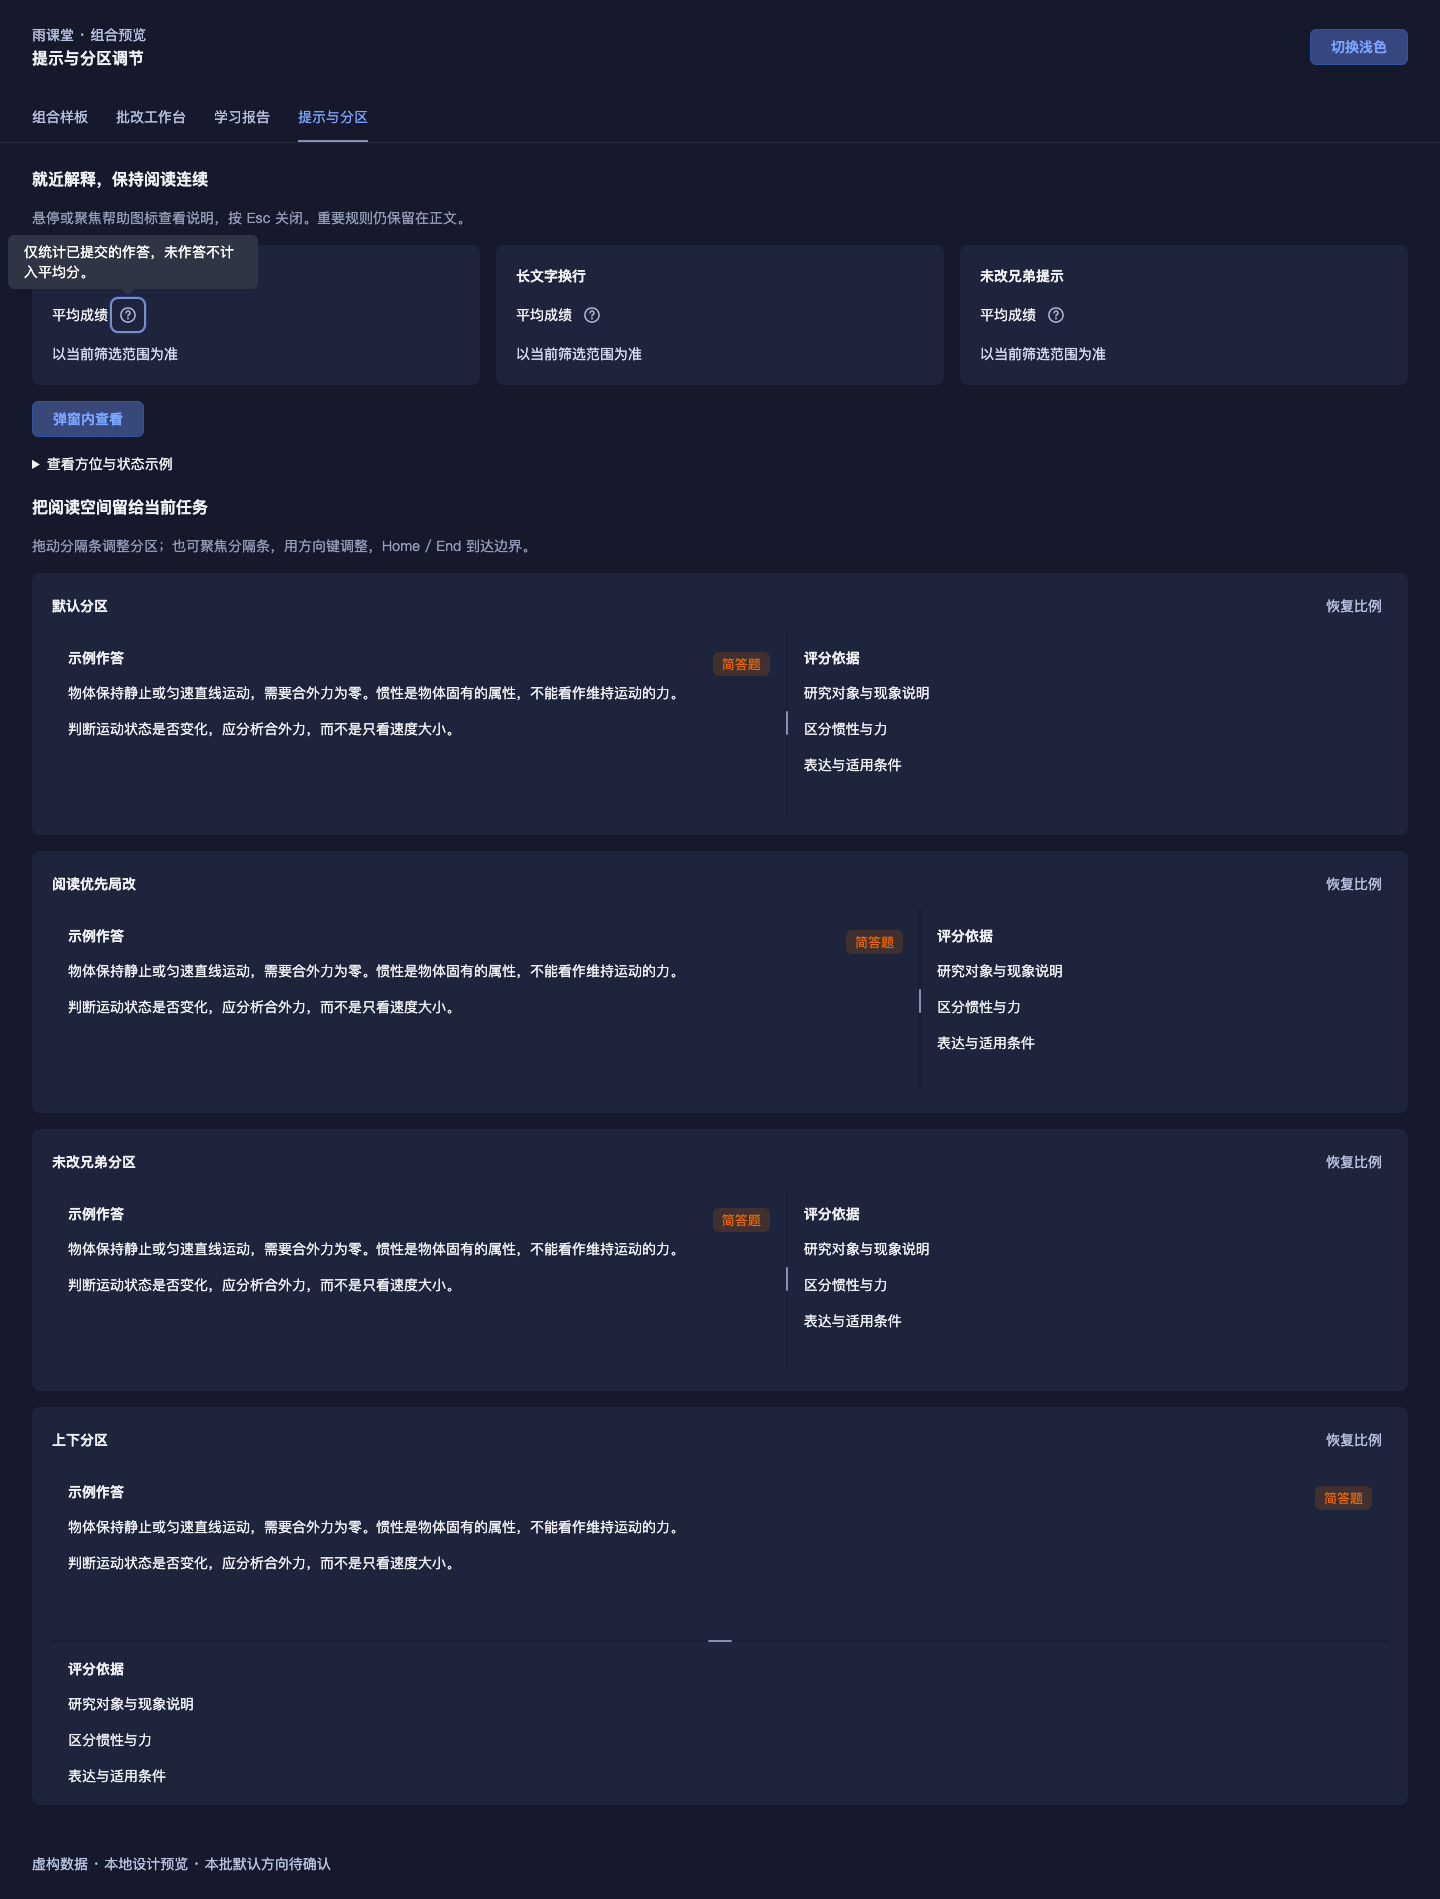 雨课堂 · 组合预览
提示与分区调节
切换浅色
组合样板
批改工作台
学习报告
提示与分区
就近解释，保持阅读连续
悬停或聚焦帮助图标查看说明，按 Esc 关闭。重要规则仍保留在正文。
仅统计已提交的作答，未作答不计
入平均分。
平均成绩
以当前筛选范围为准
长文字换行
平均成绩
以当前筛选范围为准
未改兄弟提示
平均成绩
以当前筛选范围为准
弹窗内查看
查看方位与状态示例
把阅读空间留给当前任务
拖动分隔条调整分区；也可聚焦分隔条，用方向键调整，Home / End 到达边界。
默认分区
恢复比例
示例作答
简答题
物体保持静止或匀速直线运动，需要合外力为零。惯性是物体固有的属性，不能看作维持运动的力。
判断运动状态是否变化，应分析合外力，而不是只看速度大小。
评分依据
研究对象与现象说明
区分惯性与力
表达与适用条件
阅读优先局改
恢复比例
示例作答
简答题
物体保持静止或匀速直线运动，需要合外力为零。惯性是物体固有的属性，不能看作维持运动的力。
判断运动状态是否变化，应分析合外力，而不是只看速度大小。
评分依据
研究对象与现象说明
区分惯性与力
表达与适用条件
未改兄弟分区
恢复比例
示例作答
简答题
物体保持静止或匀速直线运动，需要合外力为零。惯性是物体固有的属性，不能看作维持运动的力。
判断运动状态是否变化，应分析合外力，而不是只看速度大小。
评分依据
研究对象与现象说明
区分惯性与力
表达与适用条件
上下分区
恢复比例
示例作答
简答题
物体保持静止或匀速直线运动，需要合外力为零。惯性是物体固有的属性，不能看作维持运动的力。
判断运动状态是否变化，应分析合外力，而不是只看速度大小。
评分依据
研究对象与现象说明
区分惯性与力
表达与适用条件
虚构数据 · 本地设计预览 · 本批默认方向待确认